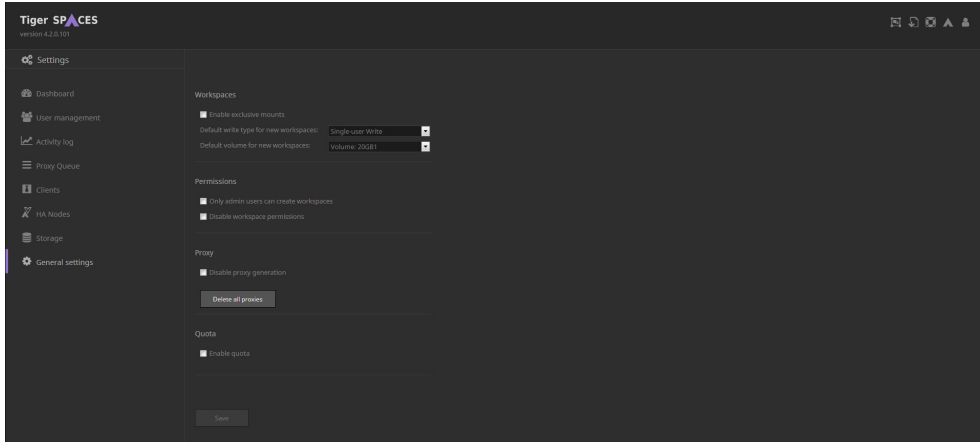 Tiger SPACES
version 4.2.0.101
Settings
Dashboard
User management
Activity log
Proxy Queue
Clients
HA Nodes
Storage
General settings
Workspaces
Enable exclusive mounts
Default write type for new workspaces: Single-user Write
Default volume for new workspaces: Volume: 20GB1
Permissions
Only admin users can create workspaces
Disable workspace permissions
Proxy
Disable proxy generation
Delete all proxies
Quota
Enable quota
Save